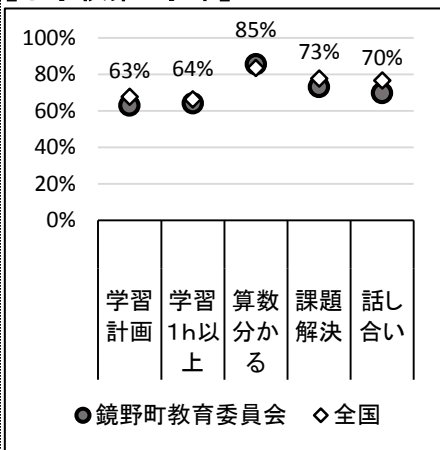 100%
80%
60%
40%
20%
0%
63%
64%
85%
73%
70%
学習
計画
学習
1h以
上
算数
分かる
課題
解決
話し
合い
鏡野町教育委員会 全国